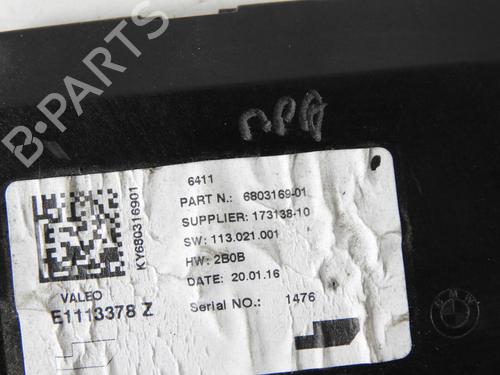 B-PARTS
6411
PART N.: 6803169-01
SUPPLIER: 173138-10
SW: 113.021.001
HW: 2B0B
DATE: 20.01.16
Serial NO.: 1476
KY680316901
VALEO
E1113378 Z
BMW